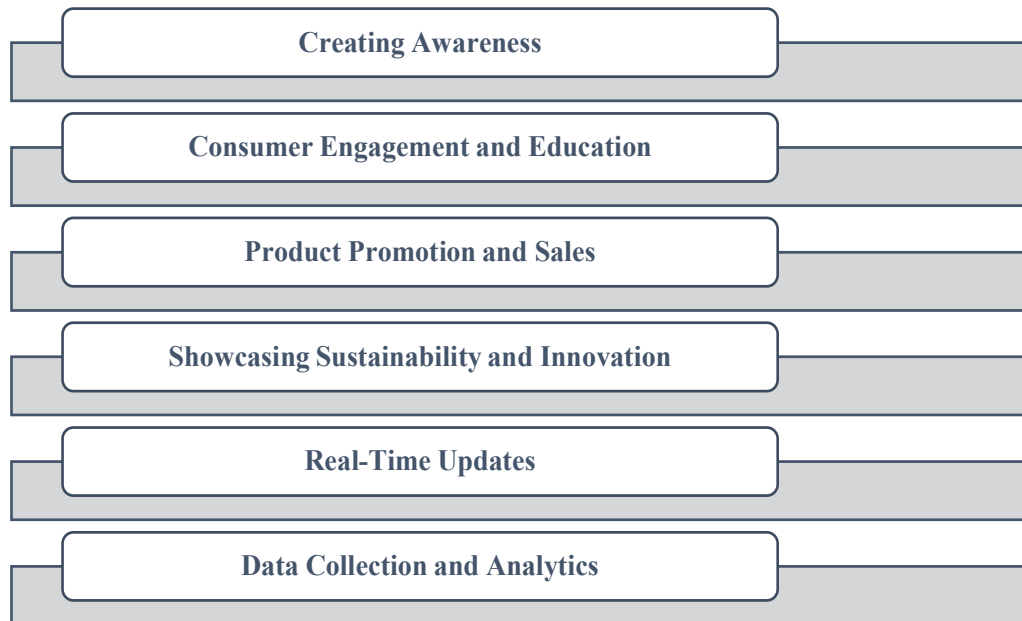 Creating Awareness
Consumer Engagement and Education
Product Promotion and Sales
Showcasing Sustainability and Innovation
Real-Time Updates
Data Collection and Analytics